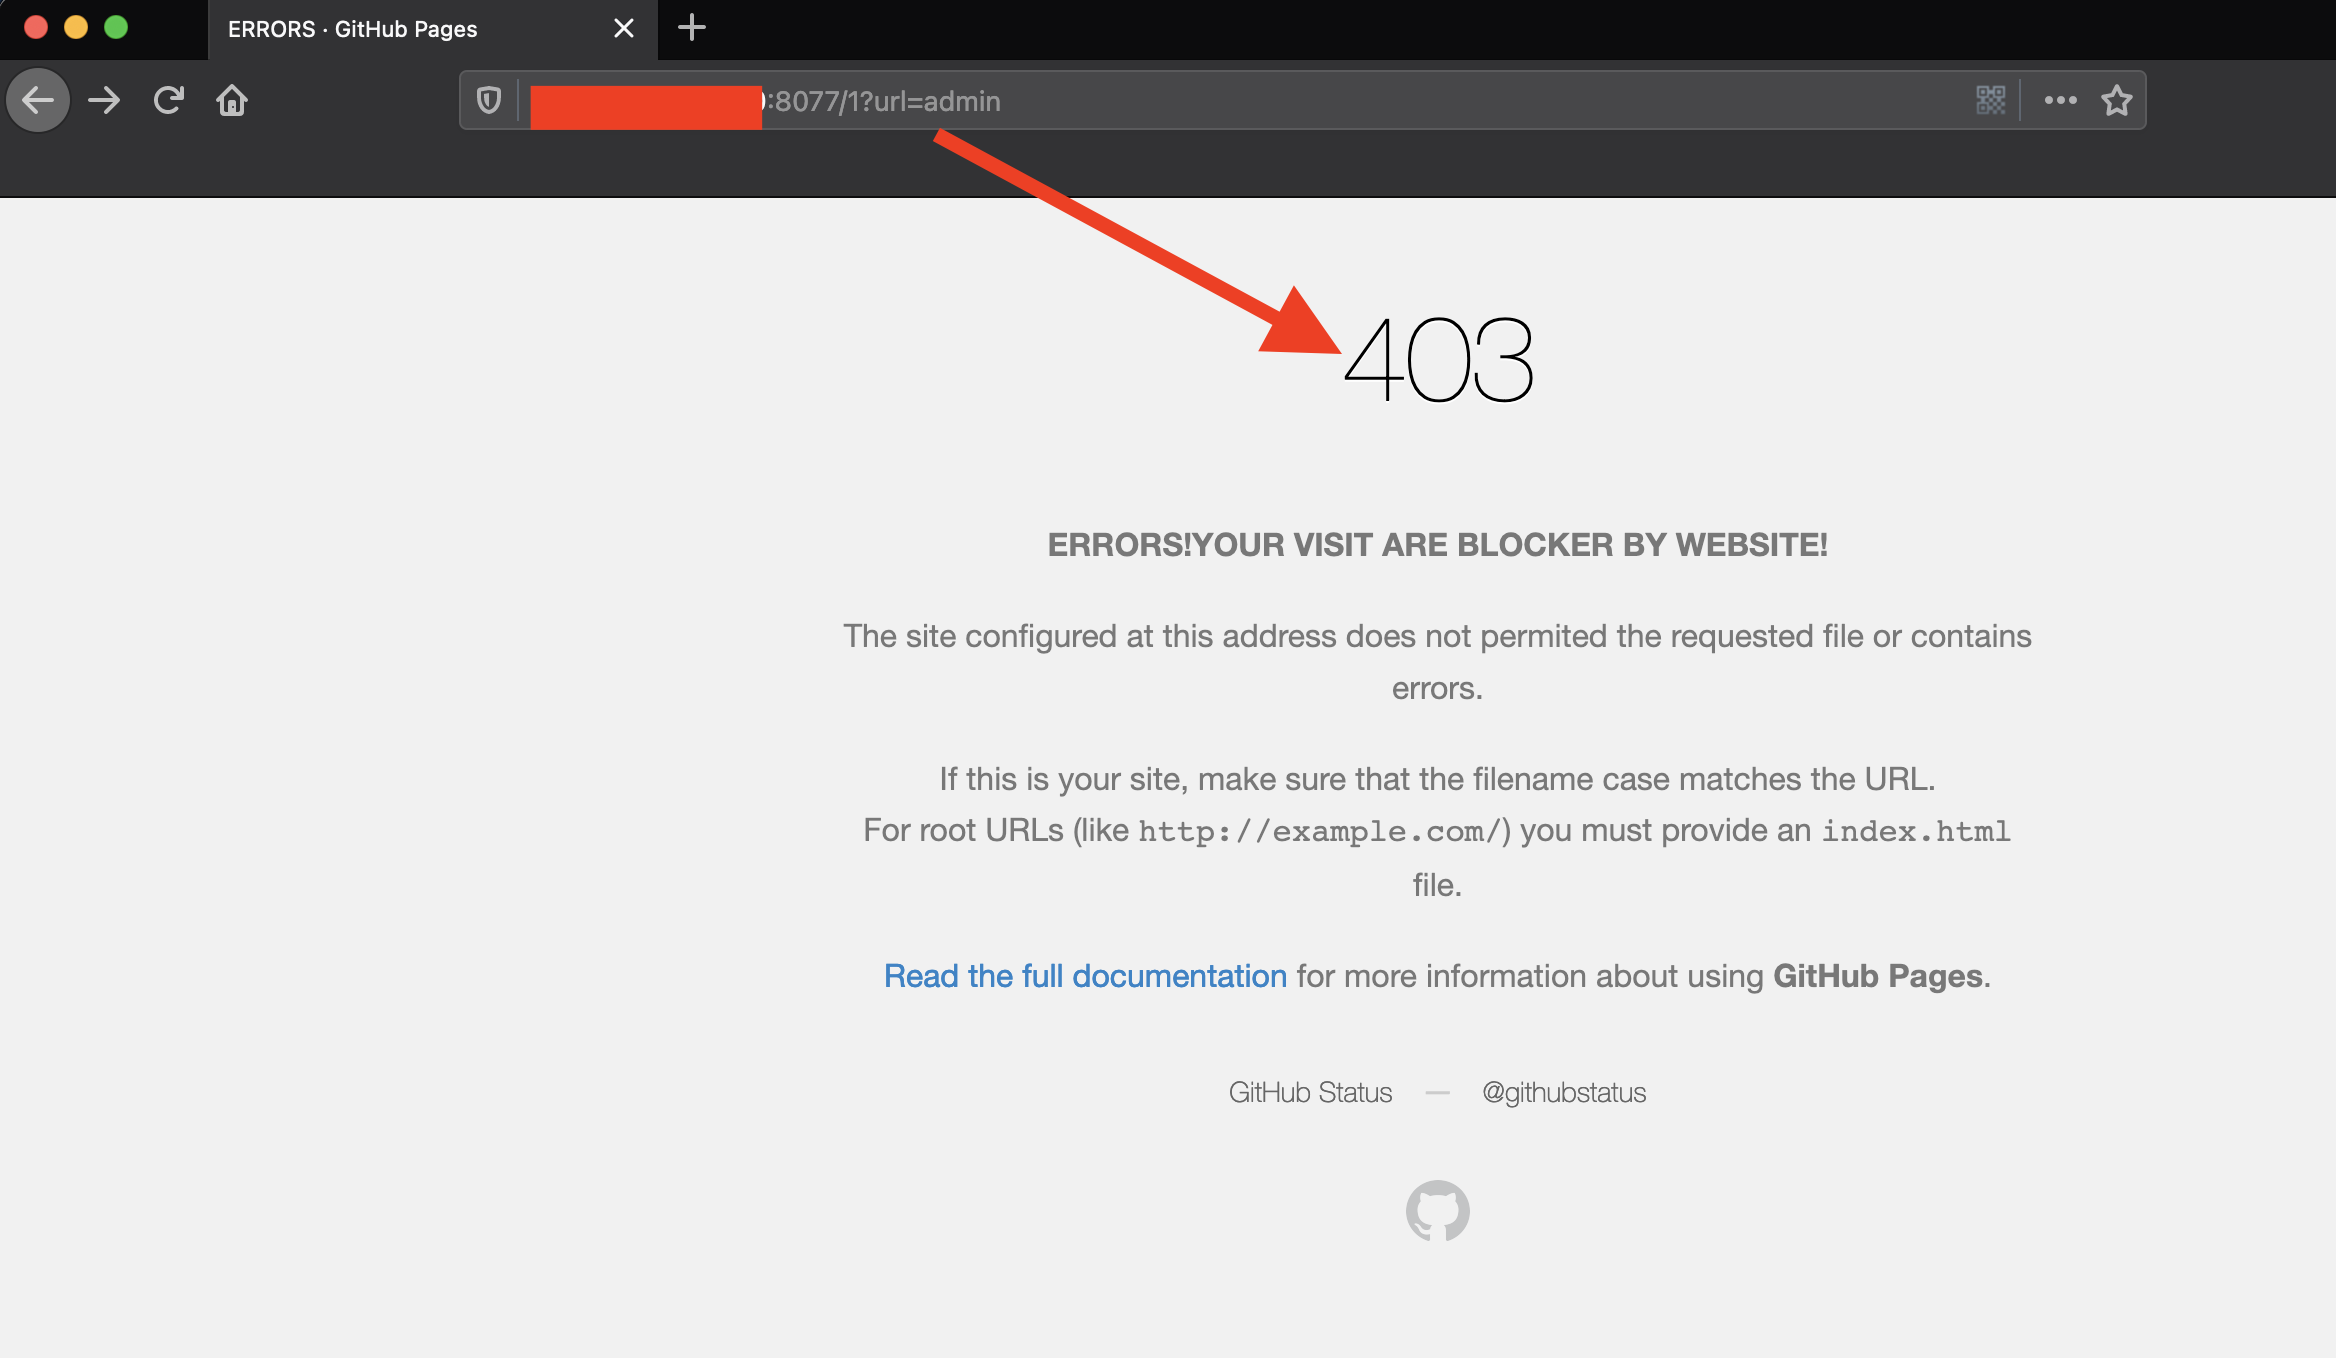 ERRORS · GitHub Pages
:8077/1?url=admin
403
ERRORS!YOUR VISIT ARE BLOCKER BY WEBSITE!
The site configured at this address does not permited the requested file or contains
errors.
If this is your site, make sure that the filename case matches the URL.
For root URLs (like http://example.com/) you must provide an index.html
file.
Read the full documentation for more information about using GitHub Pages.
GitHub Status — @githubstatus